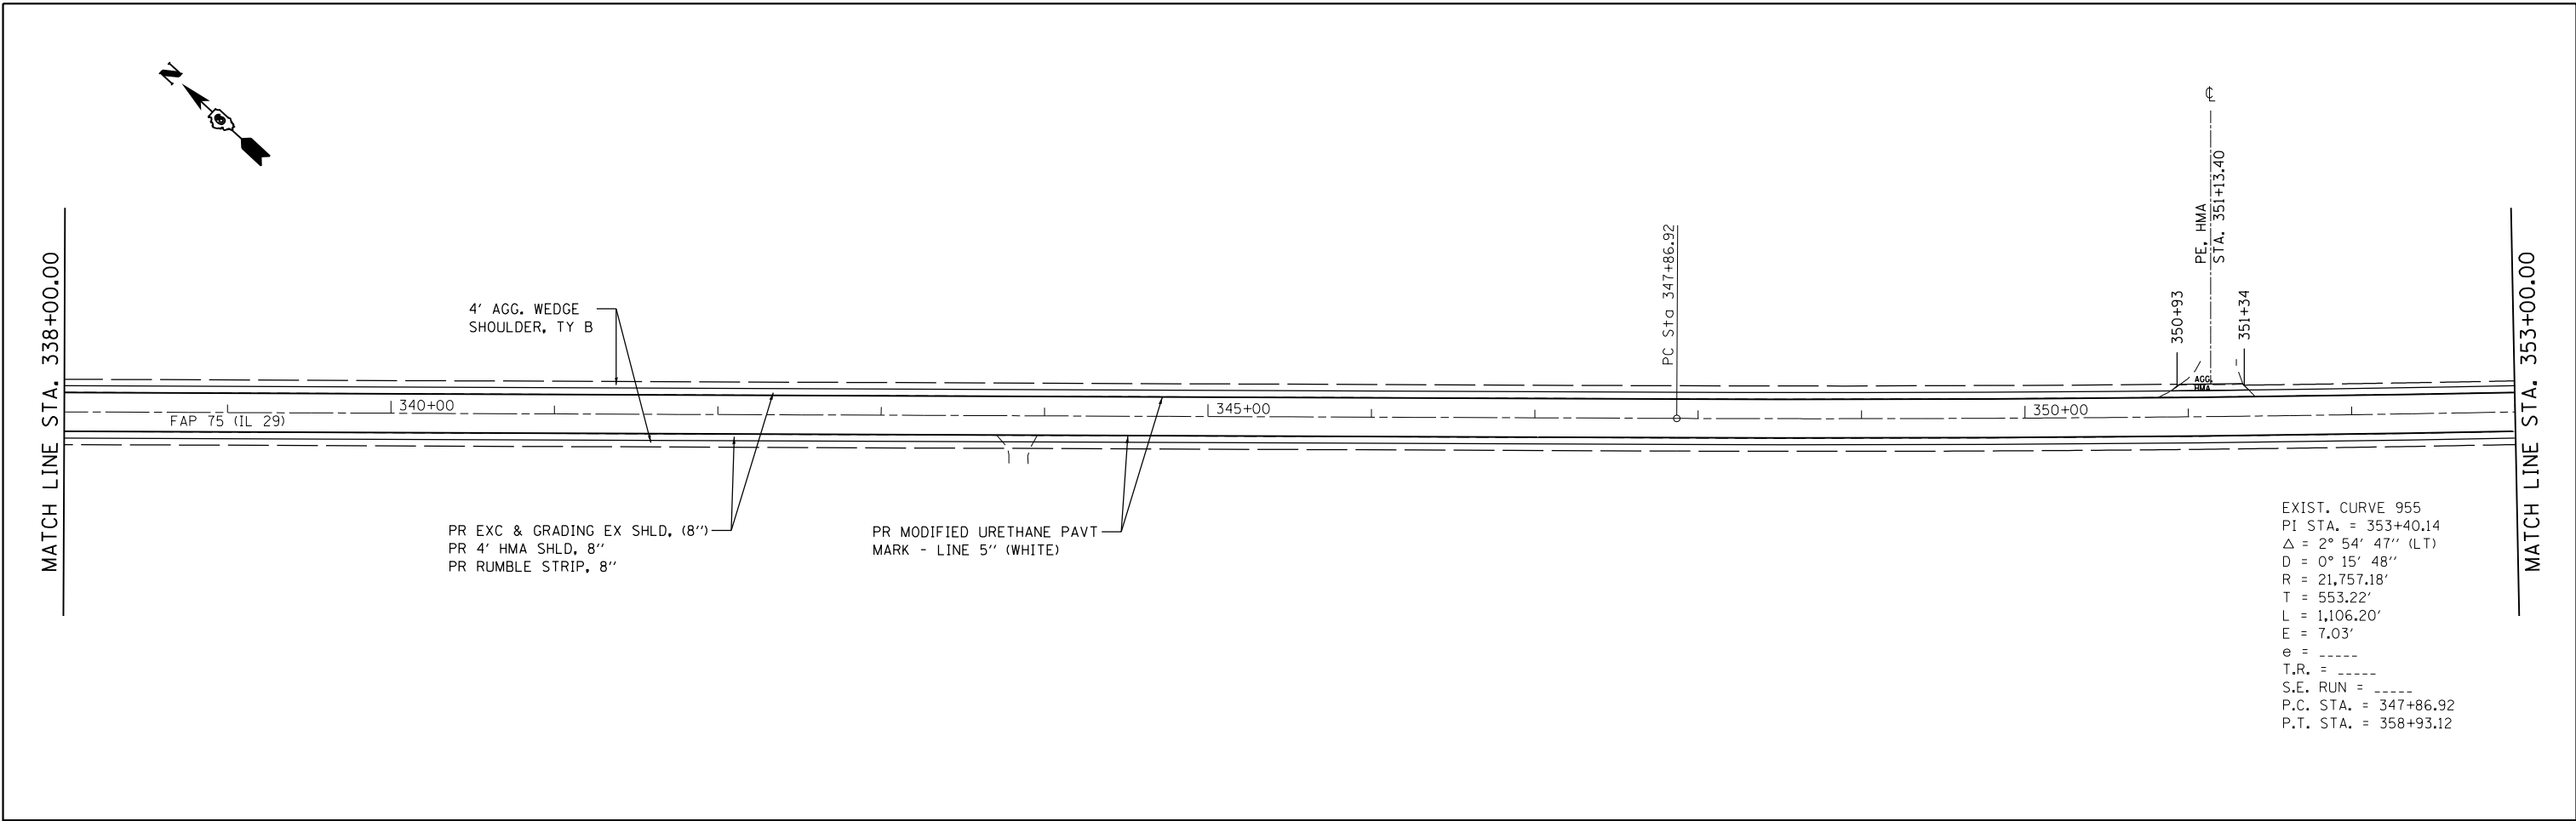 N
MATCH LINE STA. 338+00.00
4' AGG. WEDGE
SHOULDER, TY B
FAP 75 (IL 29)
340+00
PR EXC & GRADING EX SHLD, (8'')
PR 4' HMA SHLD, 8''
PR RUMBLE STRIP, 8''
PR MODIFIED URETHANE PAVT
MARK - LINE 5'' (WHITE)
345+00
PC Sta 347+86.92
350+00
350+93
℄
PE, HMA
STA. 351+13.40
351+34
AGG.
HMA
MATCH LINE STA. 353+00.00
EXIST. CURVE 955
PI STA. = 353+40.14
△ = 2° 54' 47'' (LT)
D = 0° 15' 48''
R = 21,757.18'
T = 553.22'
L = 1,106.20'
E = 7.03'
e = _____
T.R. = _____
S.E. RUN = _____
P.C. STA. = 347+86.92
P.T. STA. = 358+93.12